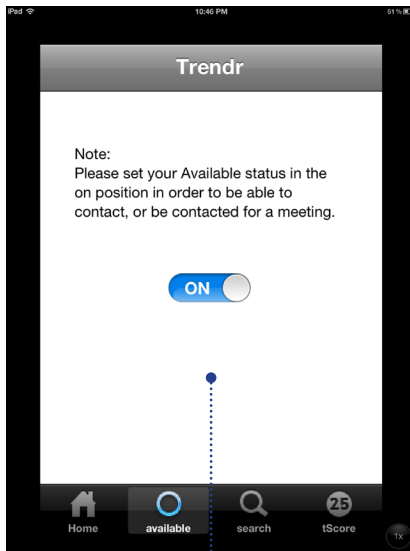 iPad 10:46 PM 51 %
Trendr
Note:
Please set your Available status in the
on position in order to be able to
contact, or be contacted for a meeting.
ON
25
Home available search tScore
1x